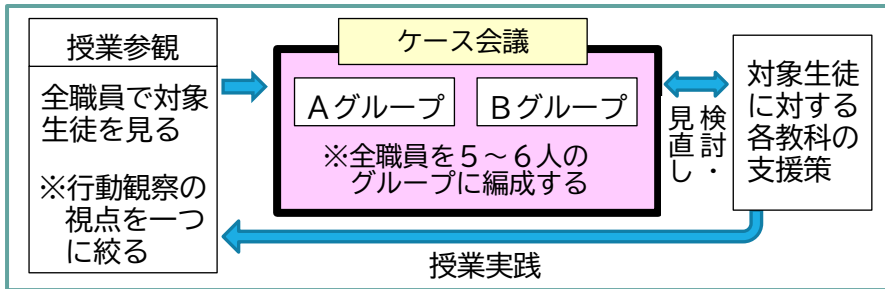 授業参観
全職員で対象
生徒を見る
※行動観察の
視点を一つ
に絞る
ケース会議
Ａグループ
Ｂグループ
※全職員を５～６人の
グループに編成する
検討・
見直し
対象生徒
に対する
各教科の
支援策
授業実践